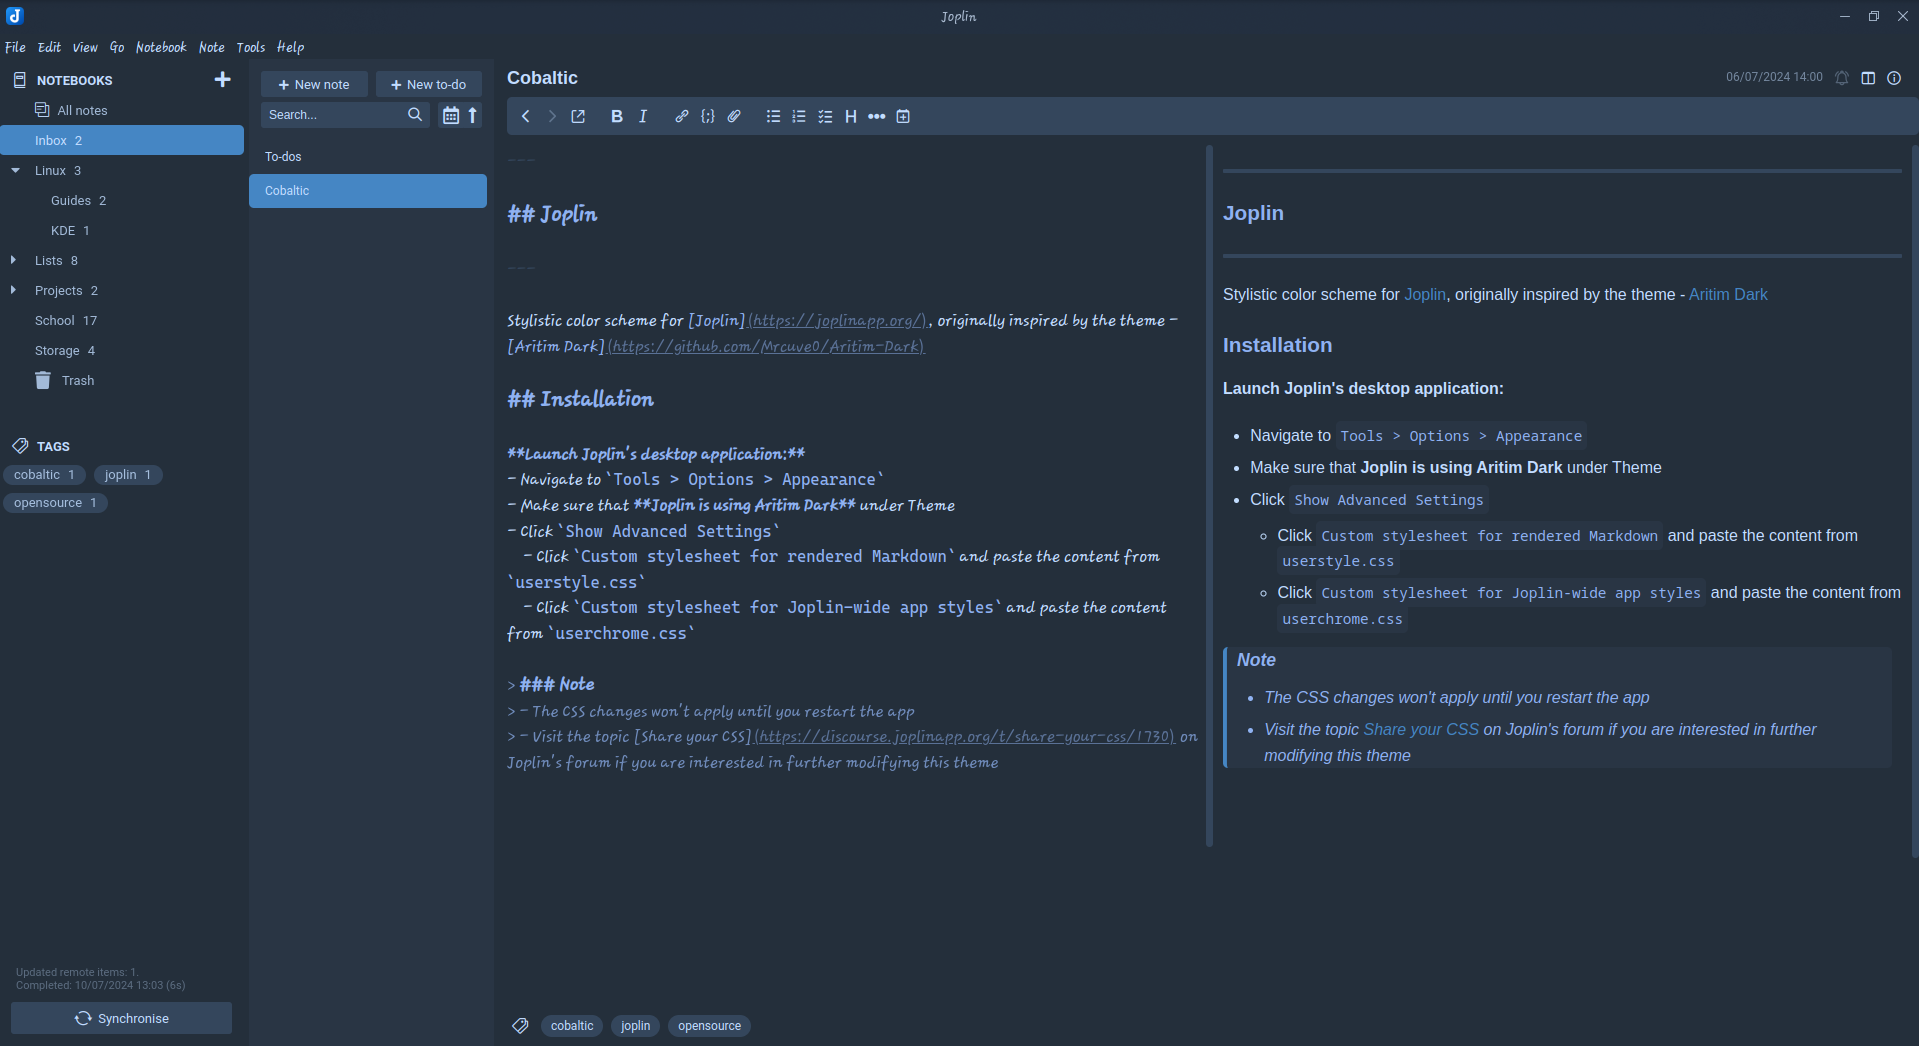 Joplin
File Edit View Go Notebook Note Tools Help
NOTEBOOKS
All notes
Inbox 2
Linux 3
Guides 2
KDE 1
Lists 8
Projects 2
School 17
Storage 4
Trash
TAGS
cobaltic 1 joplin 1
opensource 1
Updated remote items: 1.
Completed: 10/07/2024 13:03 (6s)
Synchronise
New note New to-do
Search...
To-dos
Cobaltic
Cobaltic
06/07/2024 14:00
B I {;} H
---
## Joplin
---
Stylistic color scheme for [Joplin](https://joplinapp.org/), originally inspired by the theme -
[Aritim Dark](https://github.com/Mrcuve0/Aritim-Dark)
## Installation
**Launch Joplin's desktop application:**
- Navigate to `Tools > Options > Appearance`
- Make sure that **Joplin is using Aritim Dark** under Theme
- Click `Show Advanced Settings`
- Click `Custom stylesheet for rendered Markdown` and paste the content from
`userstyle.css`
- Click `Custom stylesheet for Joplin-wide app styles` and paste the content
from `userchrome.css`
> ### Note
> - The CSS changes won't apply until you restart the app
> - Visit the topic [Share your CSS](https://discourse.joplinapp.org/t/share-your-css/1730) on
Joplin's forum if you are interested in further modifying this theme
Joplin
Stylistic color scheme for Joplin, originally inspired by the theme - Aritim Dark
Installation
Launch Joplin's desktop application:
• Navigate to Tools > Options > Appearance
• Make sure that Joplin is using Aritim Dark under Theme
• Click Show Advanced Settings
◦ Click Custom stylesheet for rendered Markdown and paste the content from
userstyle.css
◦ Click Custom stylesheet for Joplin-wide app styles and paste the content from
userchrome.css
Note
• The CSS changes won't apply until you restart the app
• Visit the topic Share your CSS on Joplin's forum if you are interested in further
modifying this theme
cobaltic joplin opensource